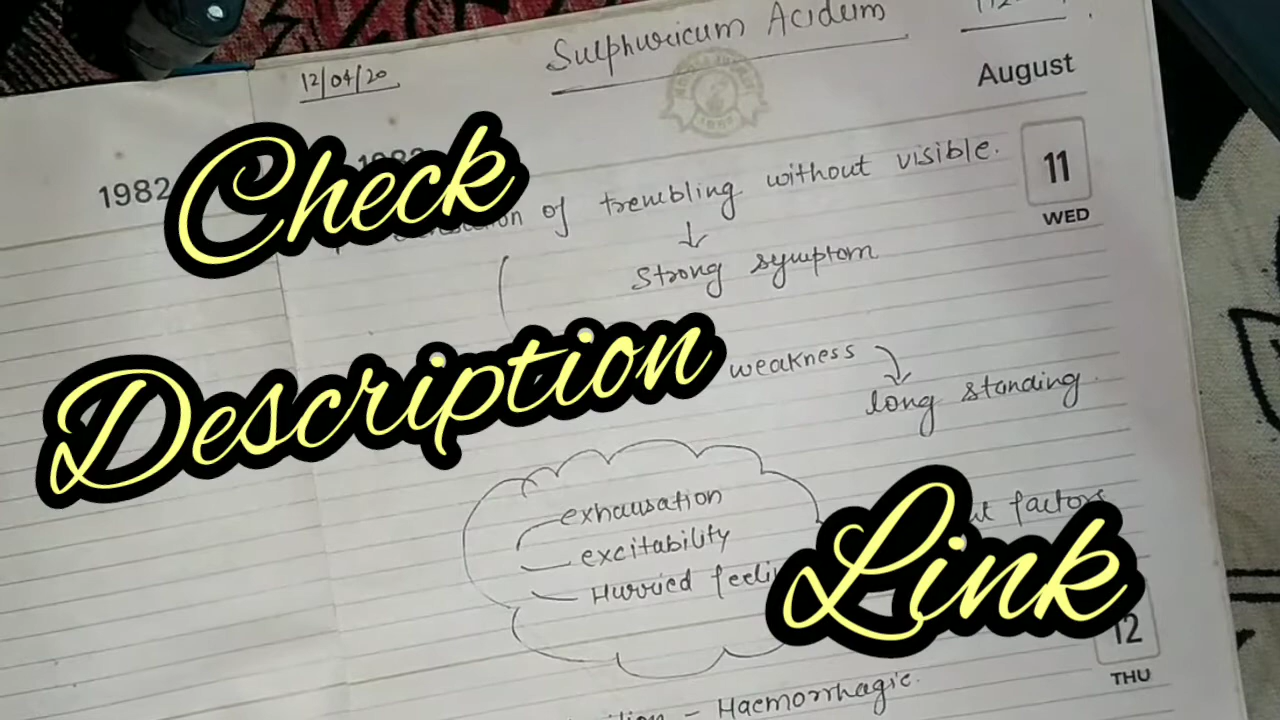 Sulphuricum Acidum
12/04/20
August
1982
11
WED
of trembling without visible.
Strong symptom
weakness
long standing
exhausation
excitability
Hurried
factors
12
THU
Haemorrhagic.
Check
Description
Link